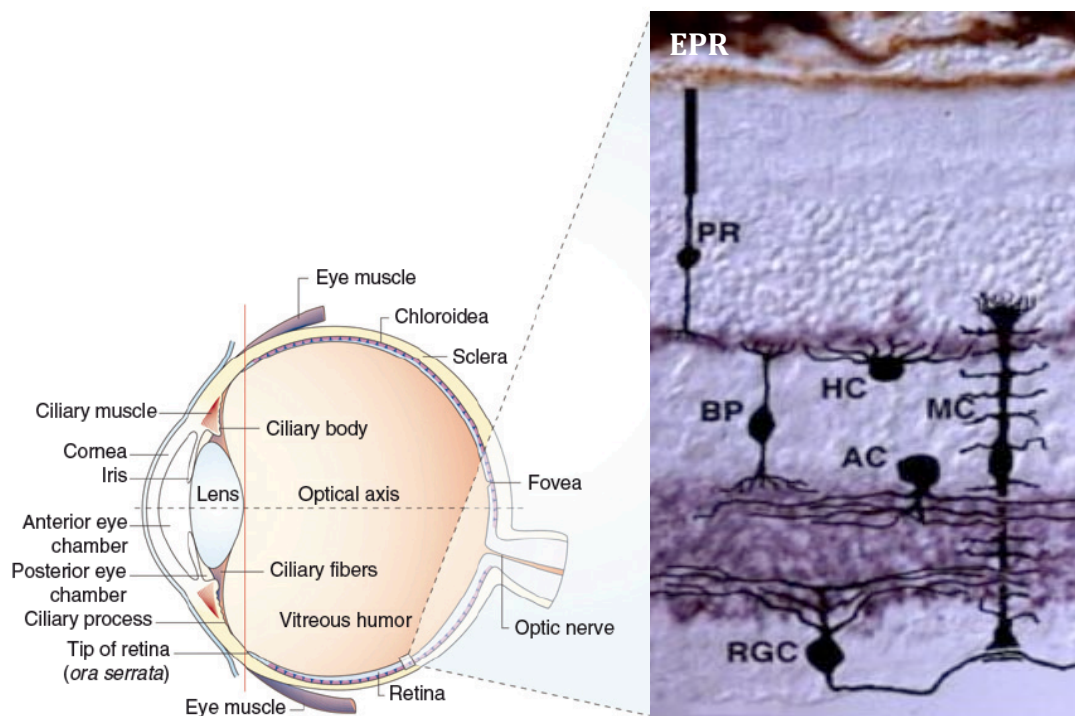 Eye muscle
Chloroidea
Sclera
Ciliary muscle
Ciliary body
Cornea
Iris
Lens
Optical axis
Fovea
Anterior eye
chamber
Posterior eye
chamber
Ciliary fibers
Ciliary process
Vitreous humor
Optic nerve
Tip of retina
(ora serrata)
Retina
Eye muscle
EPR
PR
HC
BP
MC
AC
RGC